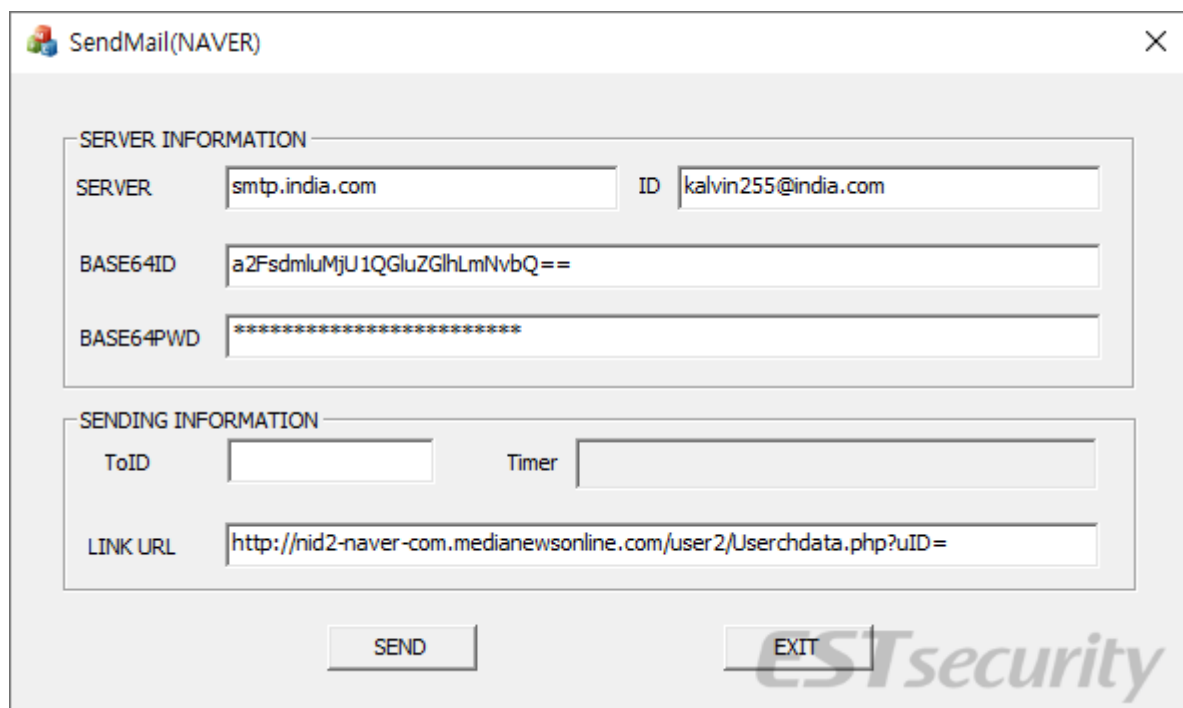 SendMail(NAVER)
SERVER INFORMATION
SERVER smtp.india.com ID kalvin255@india.com
BASE64ID a2FsdmluMjU1QGluZGlhLmNvbQ==
BASE64PWD ************************
SENDING INFORMATION
ToID Timer
LINK URL http://nid2-naver-com.medianewsonline.com/user2/Userchdata.php?uID=
SEND EXIT
ESTsecurity